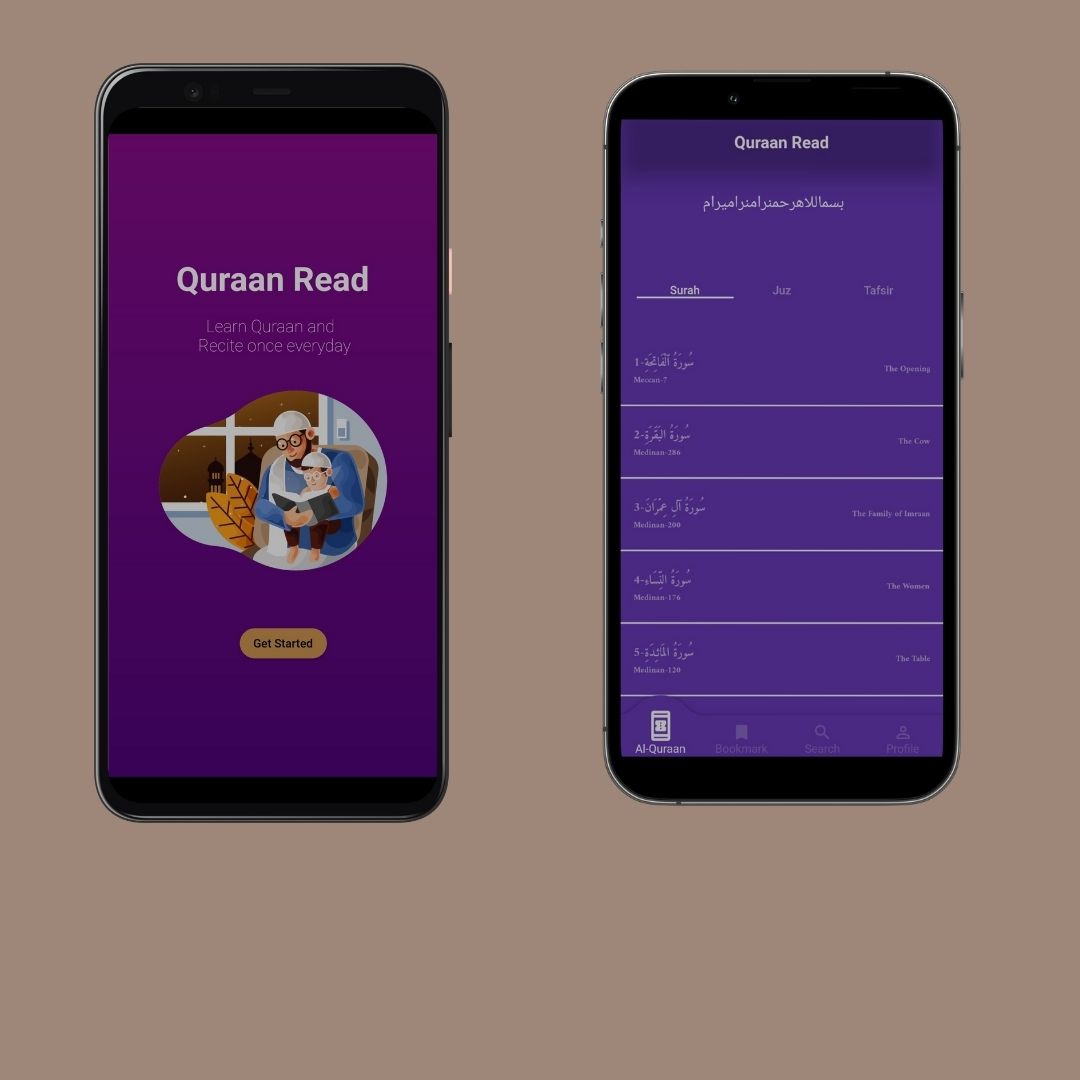 Quraan Read
Learn Quraan and
Recite once everyday
Get Started
Quraan Read
بسماللاهرحمنرامنراميرام
Surah Juz Tafsir
1-سُورَةُ ٱلْفَاتِحَةِ
The Opening
Meccan-7
2-سُورَةُ البَقَرَةِ
The Cow
Medinan-286
3-سُورَةُ آلِ عِمۡرَانَ
The Family of Imraan
Medinan-200
4-سُورَةُ النِّسَاءِ
The Women
Medinan-176
5-سُورَةُ المَائـِدَةِ
The Table
Medinan-120
Al-Quraan Bookmark Search Profile